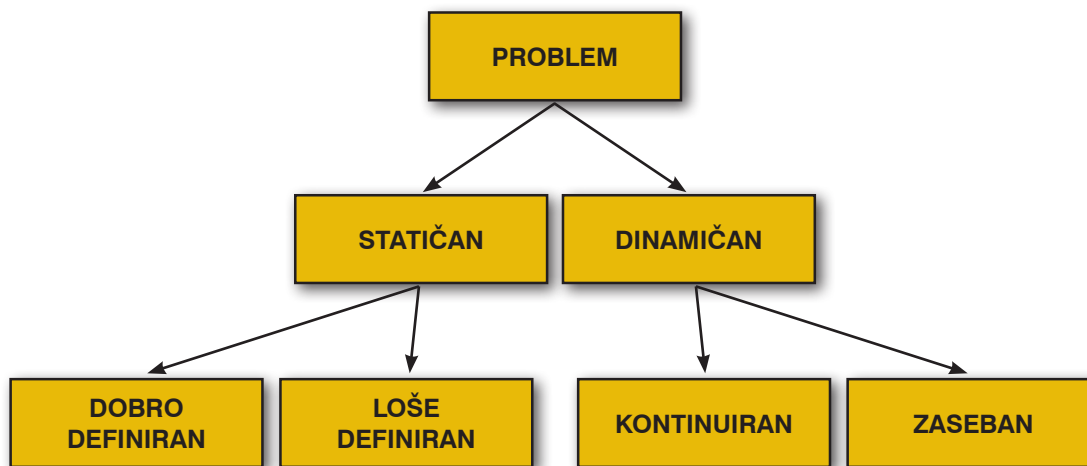 PROBLEM
STATIČAN
DINAMIČAN
DOBRO
DEFINIRAN
LOŠE
DEFINIRAN
KONTINUIRAN
ZASEBAN